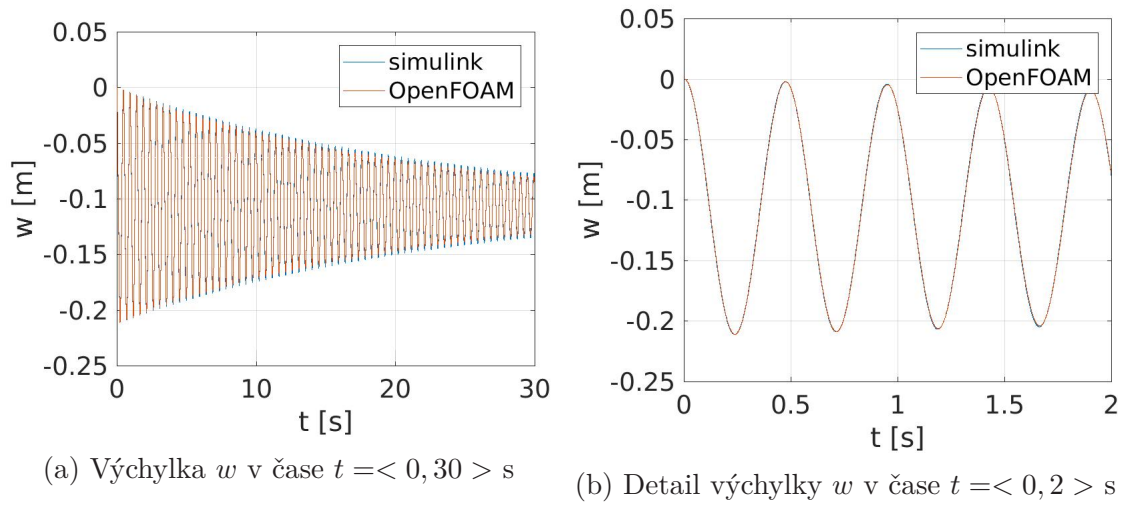 0.05
0
-0.05
-0.1
-0.15
-0.2
-0.25
w [m]
simulink
OpenFOAM
0 10 20 30
t [s]
(a) Výchylka w v čase t =< 0, 30 > s
0.05
0
-0.05
-0.1
-0.15
-0.2
-0.25
w [m]
simulink
OpenFOAM
0 0.5 1 1.5 2
t [s]
(b) Detail výchylky w v čase t =< 0, 2 > s